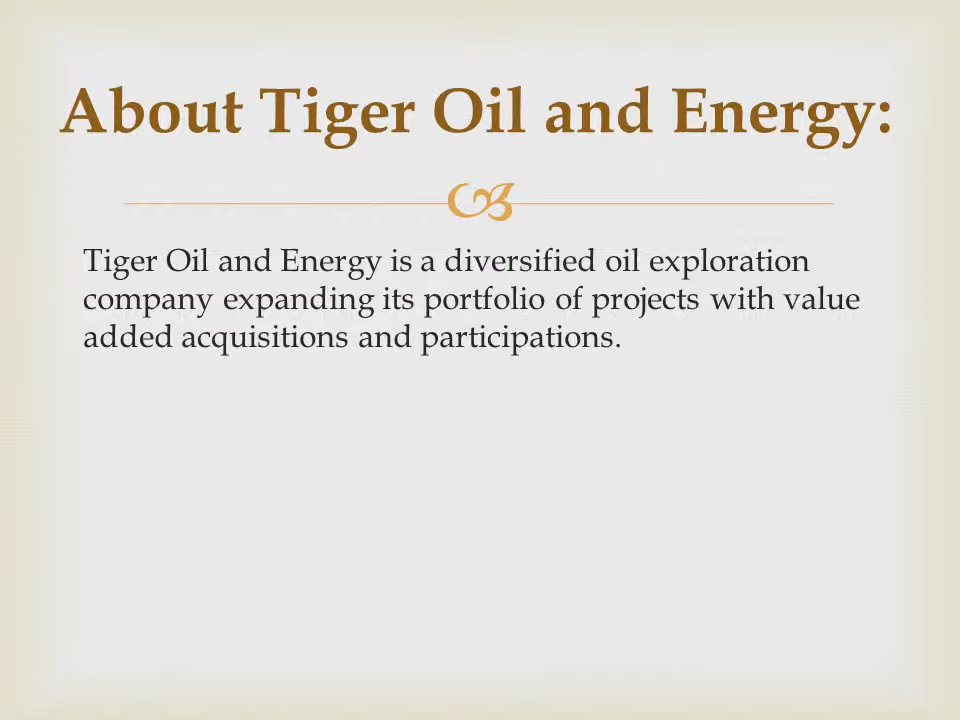 About Tiger Oil and Energy:
Tiger Oil and Energy is a diversified oil exploration
company expanding its portfolio of projects with value
added acquisitions and participations.